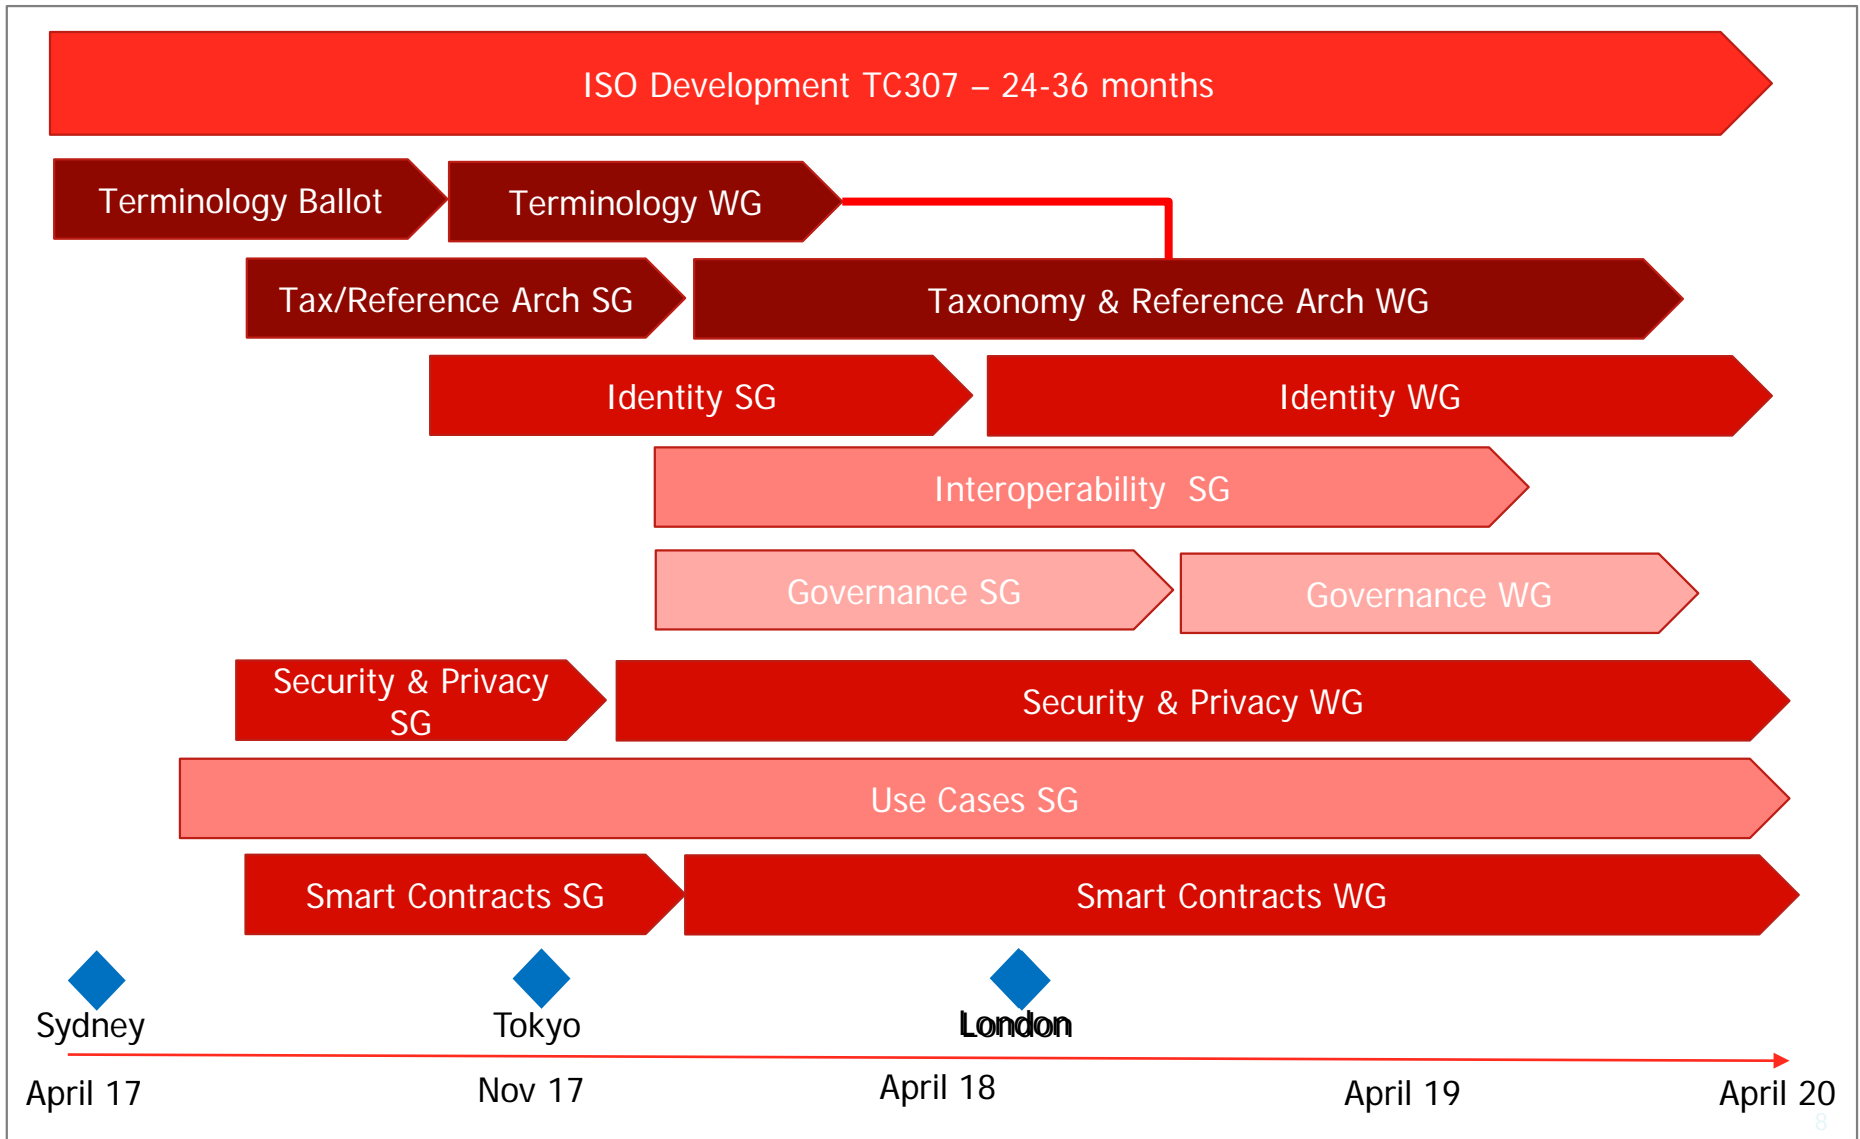 ISO Development TC307 – 24-36 months
Terminology Ballot
Terminology WG
Tax/Reference Arch SG
Taxonomy & Reference Arch WG
Identity SG
Identity WG
Interoperability SG
Governance SG
Governance WG
Security & Privacy
SG
Security & Privacy WG
Use Cases SG
Smart Contracts SG
Smart Contracts WG
Sydney
Tokyo
London
April 17
Nov 17
April 18
April 19
April 20
8